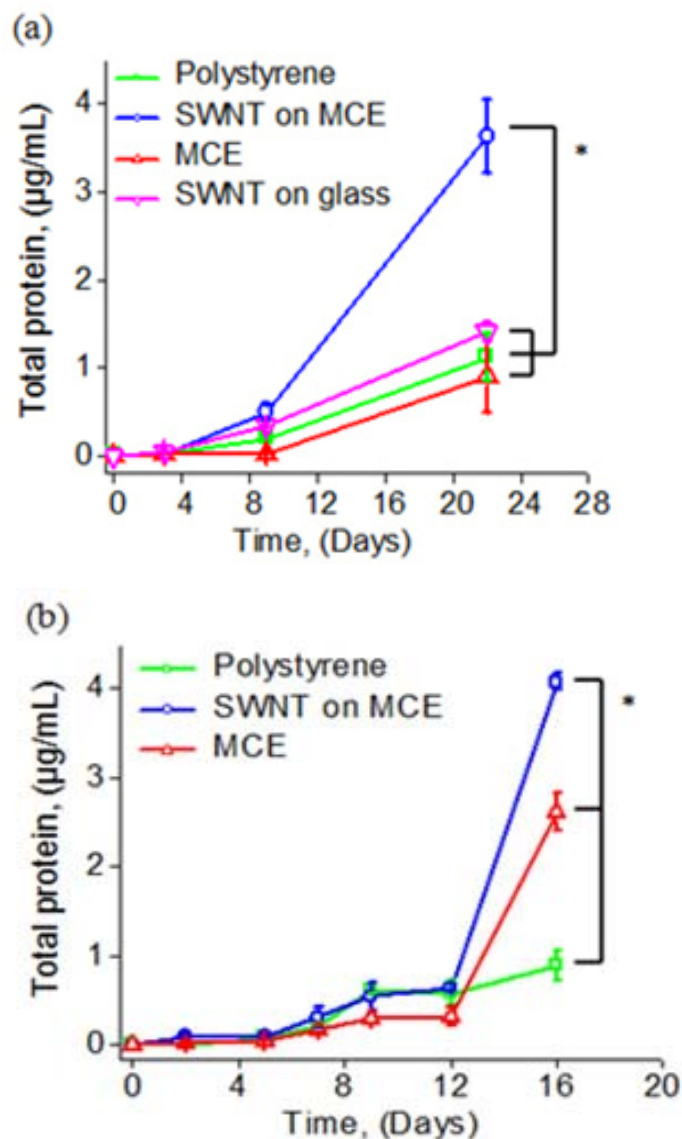 (a)
Polystyrene
SWNT on MCE
MCE
SWNT on glass
*
4
3
2
1
0
Total protein, (µg/mL)
0 4 8 12 16 20 24 28
Time, (Days)
(b)
Polystyrene
SWNT on MCE
MCE
*
4
3
2
1
0
Total protein, (µg/mL)
0 4 8 12 16 20
Time, (Days)